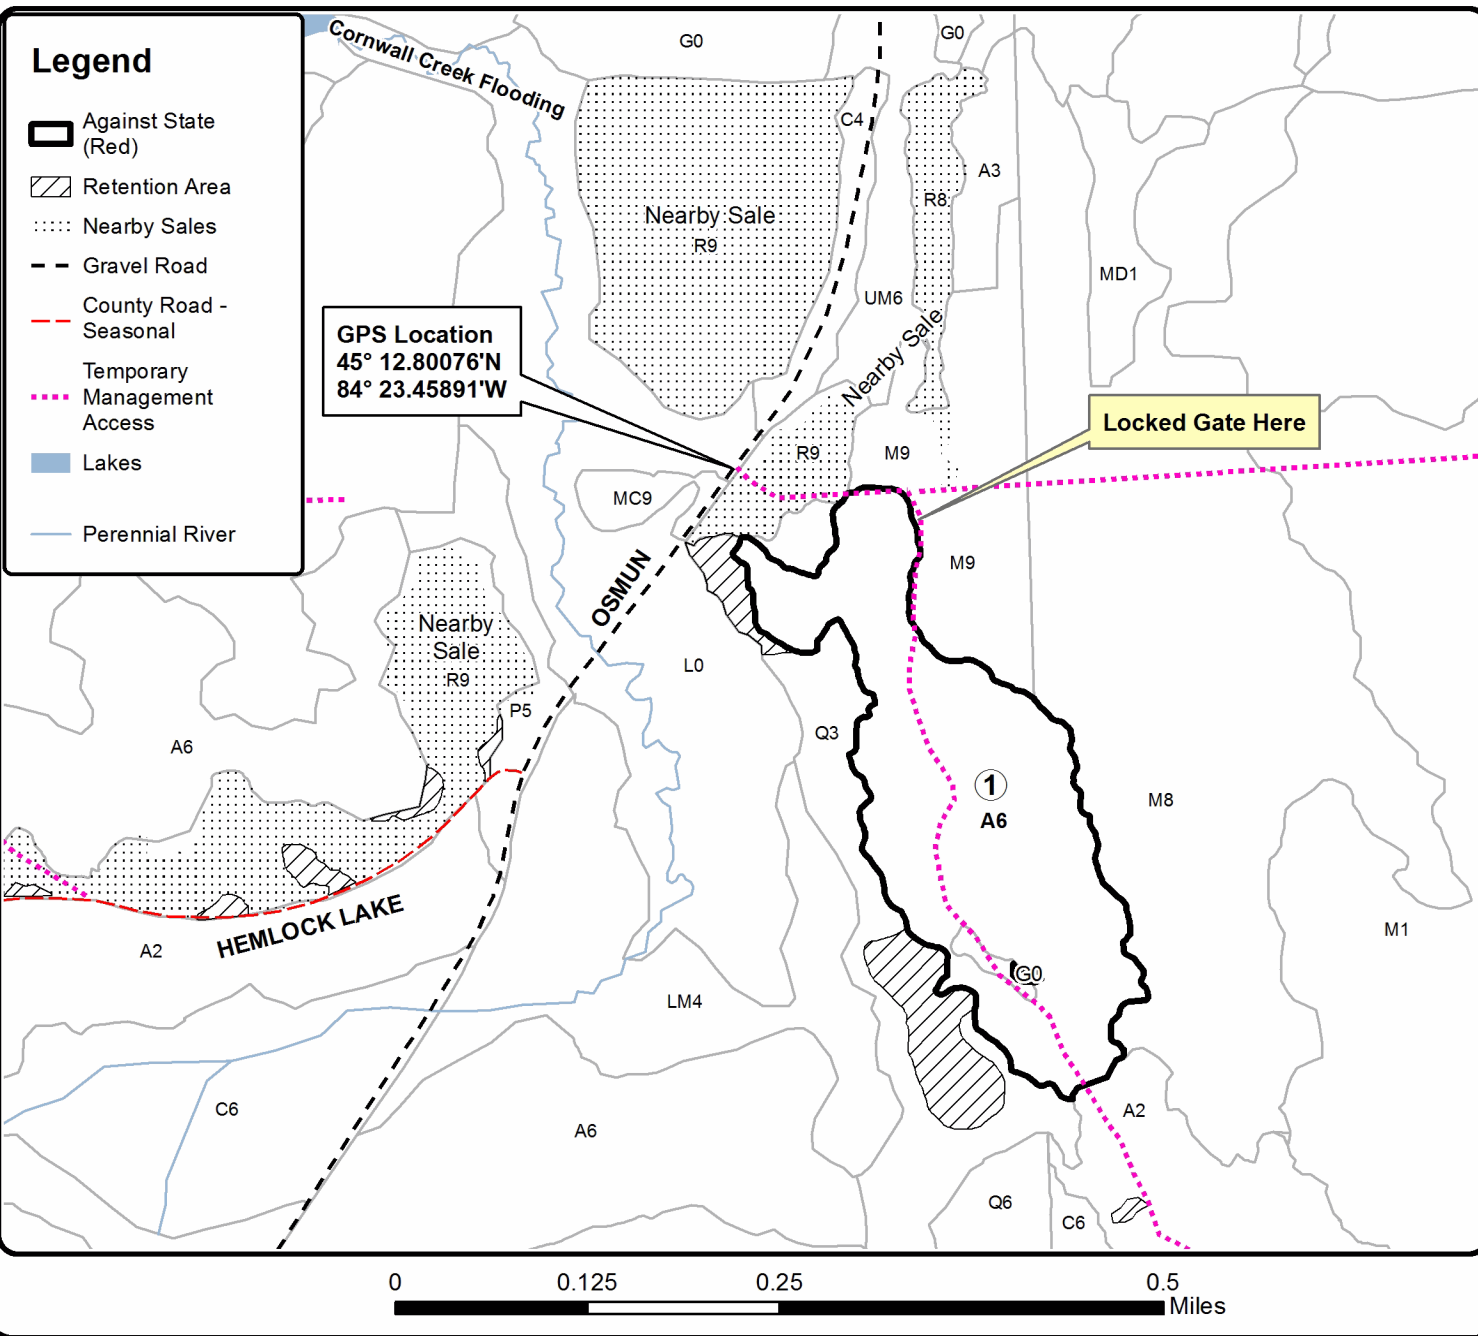 Legend
Against State
(Red)
Retention Area
Nearby Sales
Gravel Road
County Road -
Seasonal
Temporary
Management
Access
Lakes
Perennial River
Cornwall Creek Flooding
G0
G0
C4
A3
R8
Nearby Sale
R9
MD1
UM6
GPS Location
45° 12.80076'N
84° 23.45891'W
Nearby Sale
Locked Gate Here
R9
M9
MC9
M9
OSMUN
Nearby
Sale
R9
L0
P5
Q3
A6
1
A6
M8
HEMLOCK LAKE
A2
M1
G0
LM4
C6
A6
A2
Q6
C6
0
0.125
0.25
0.5
Miles